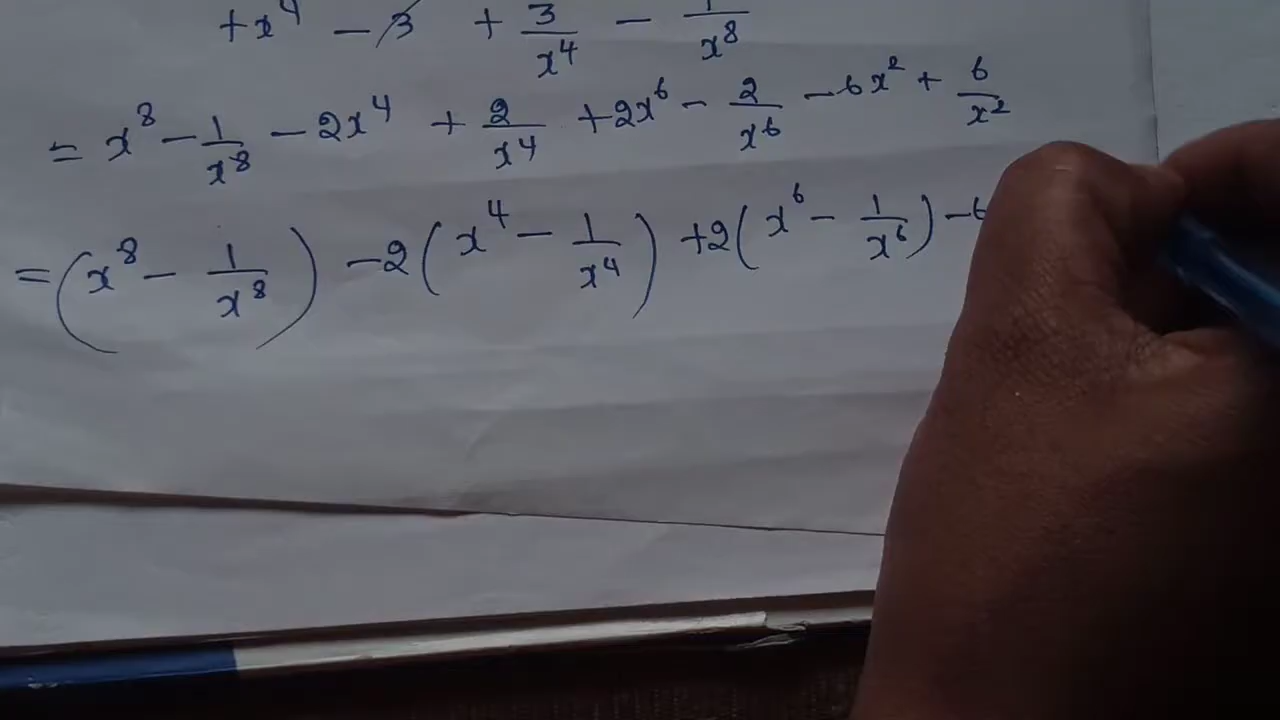 +x⁴ - 3 + 3/x⁴ - 1/x⁸
= x⁸ - 1/x⁸ - 2x⁴ + 2/x⁴ + 2x⁶ - 2/x⁶ - 6x² + 6/x²
= (x⁸ - 1/x⁸) - 2(x⁴ - 1/x⁴) + 2(x⁶ - 1/x⁶) - 6